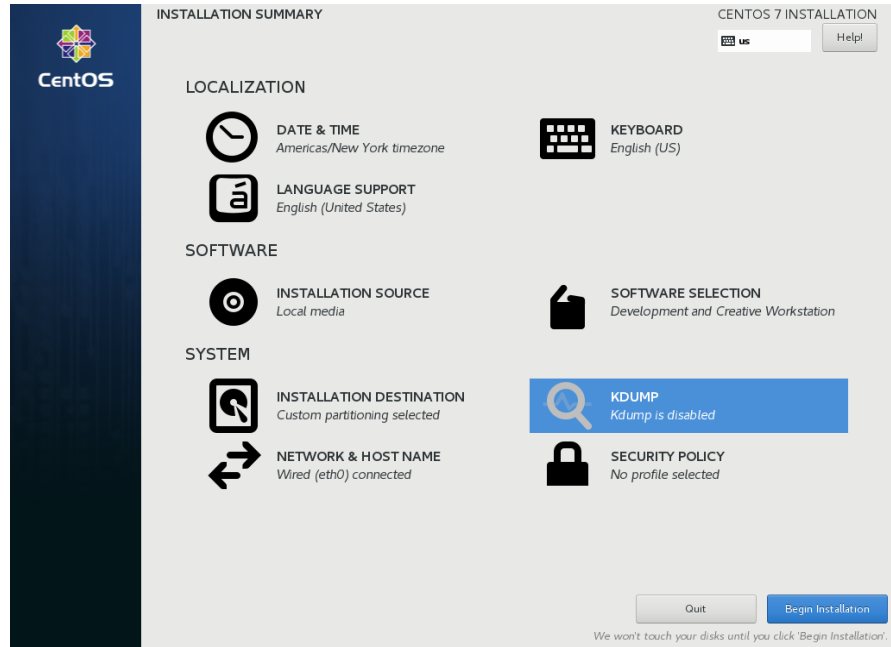 INSTALLATION SUMMARY
CENTOS 7 INSTALLATION
us
Help!
CentOS
LOCALIZATION
DATE & TIME
Americas/New York timezone
KEYBOARD
English (US)
á
LANGUAGE SUPPORT
English (United States)
SOFTWARE
INSTALLATION SOURCE
Local media
SOFTWARE SELECTION
Development and Creative Workstation
SYSTEM
INSTALLATION DESTINATION
Custom partitioning selected
KDUMP
Kdump is disabled
NETWORK & HOST NAME
Wired (eth0) connected
SECURITY POLICY
No profile selected
Quit
Begin Installation
We won't touch your disks until you click 'Begin Installation'.